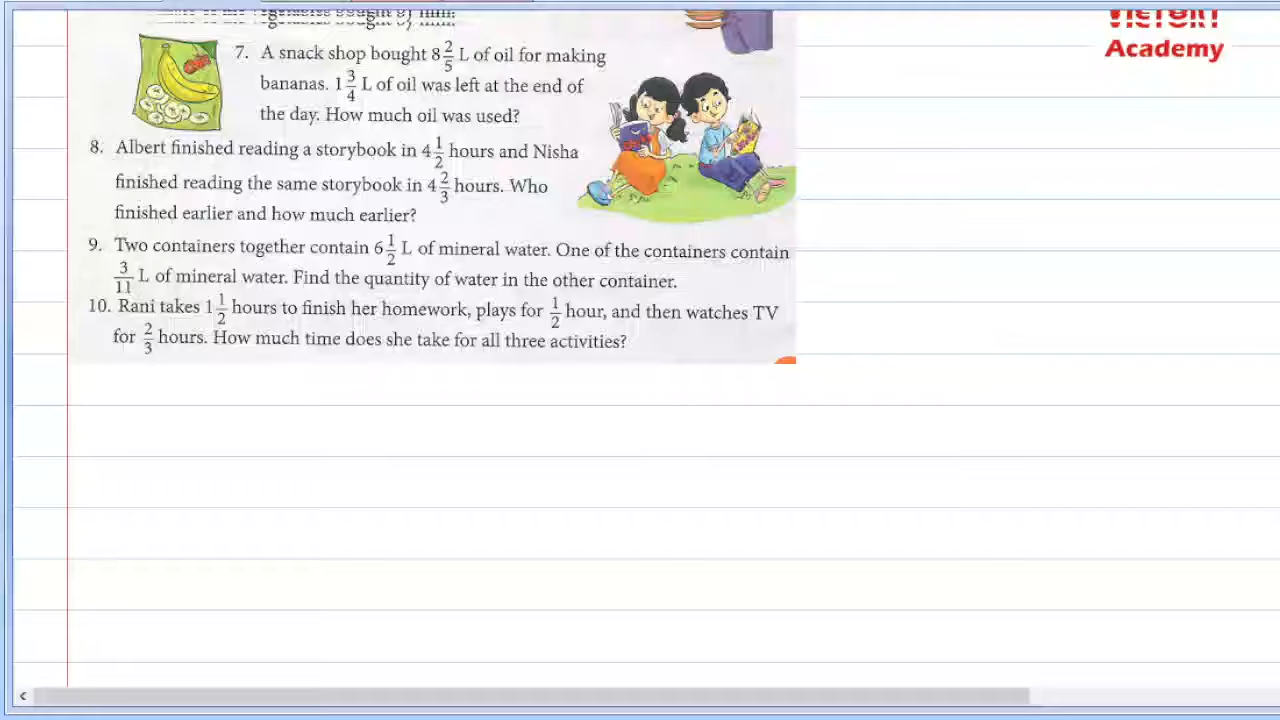 VICTORY
Academy
7. A snack shop bought 8 2/5 L of oil for making
bananas. 1 3/4 L of oil was left at the end of
the day. How much oil was used?
8. Albert finished reading a storybook in 4 1/2 hours and Nisha
finished reading the same storybook in 4 2/3 hours. Who
finished earlier and how much earlier?
9. Two containers together contain 6 1/2 L of mineral water. One of the containers contain
3/11 L of mineral water. Find the quantity of water in the other container.
10. Rani takes 1 1/2 hours to finish her homework, plays for 1/2 hour, and then watches TV
for 2/3 hours. How much time does she take for all three activities?